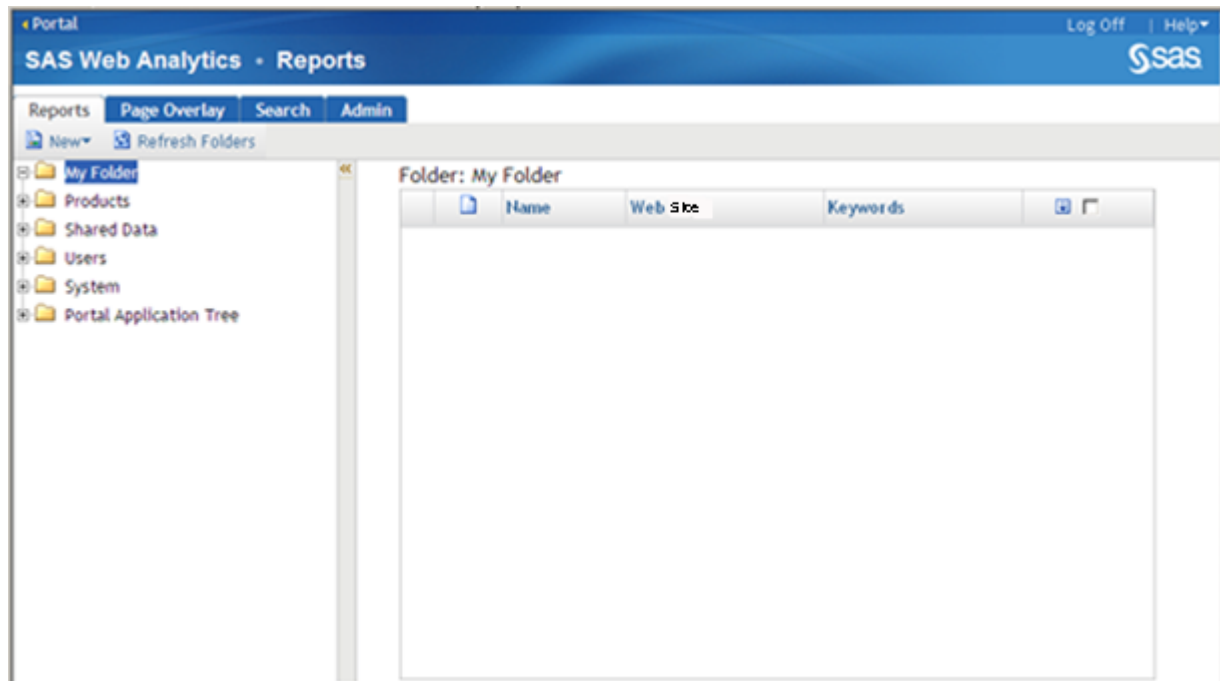 Portal Log Off | Help
SAS Web Analytics • Reports sas
Reports Page Overlay Search Admin
New Refresh Folders
My Folder
Products
Shared Data
Users
System
Portal Application Tree
Folder: My Folder
Name Web Site Keywords